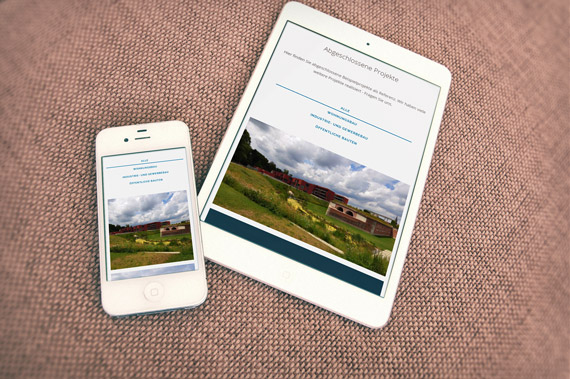 ALLE
WOHNUNGSBAU
INDUSTRIE- UND GEWERBEBAU
ÖFFENTLICHE BAUTEN
Abgeschlossene Projekte
Hier finden Sie abgeschlossene Beispielprojekte als Referenz. Wir haben viele
weitere Projekte realisiert - Fragen Sie uns.
ALLE
WOHNUNGSBAU
INDUSTRIE- UND GEWERBEBAU
ÖFFENTLICHE BAUTEN